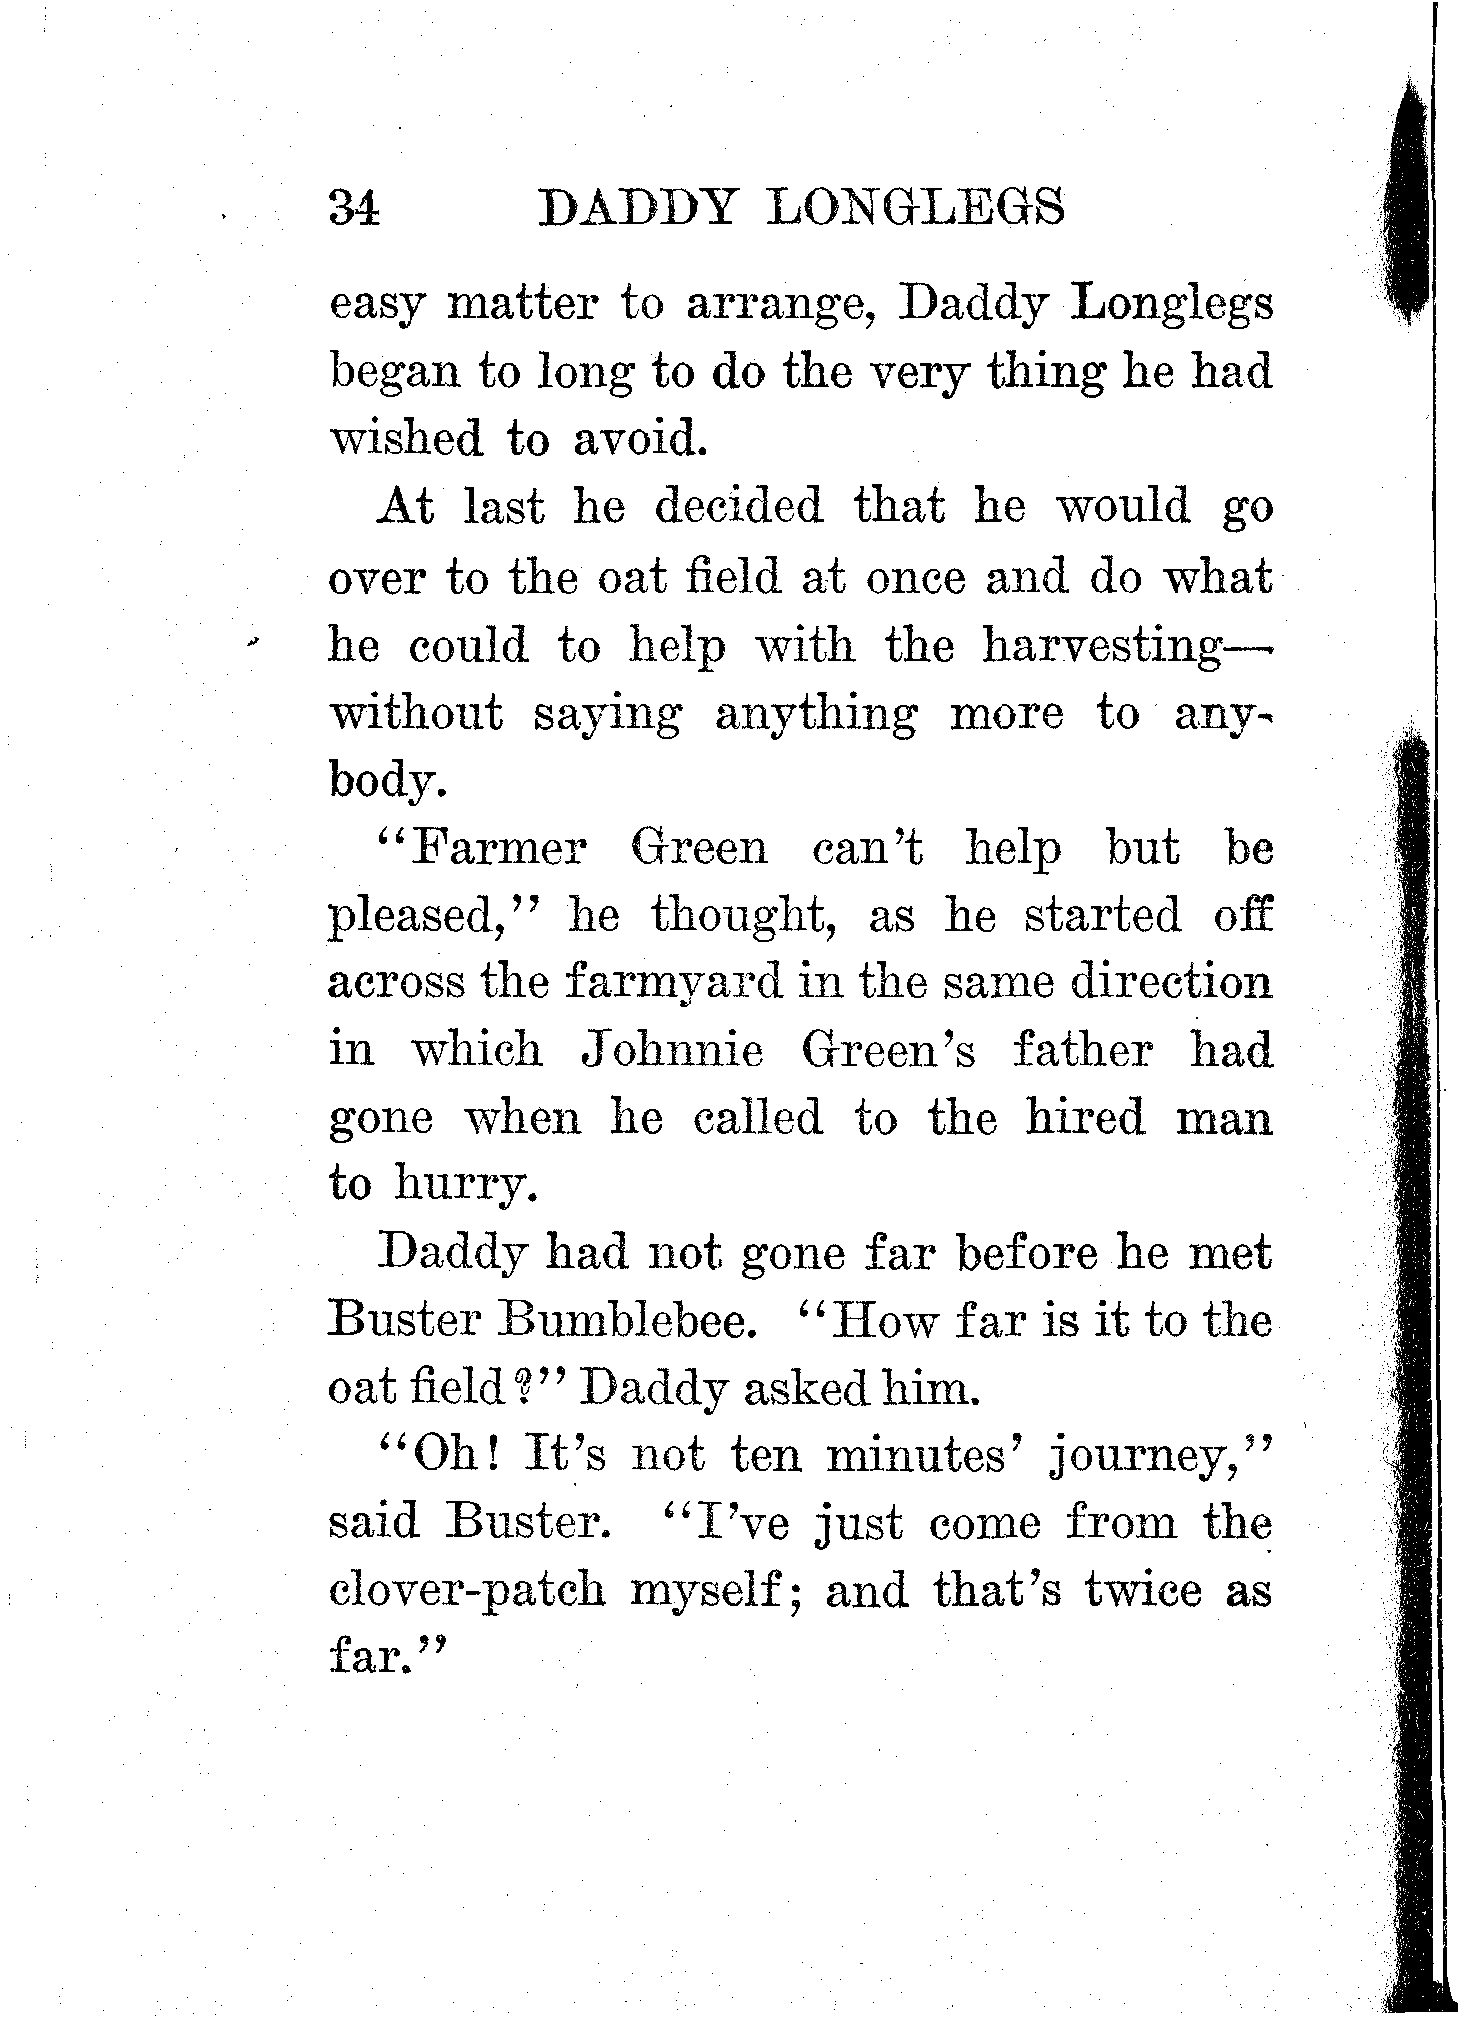 34 DADDY LONGLEGS
easy matter to arrange, Daddy Longlegs
began to long to do the very thing he had
wished to avoid.
At last he decided that he would go
over to the oat field at once and do what
he could to help with the harvesting—
without saying anything more to any-
body.
"Farmer Green can't help but be
pleased," he thought, as he started off
across the farmyard in the same direction
in which Johnnie Green's father had
gone when he called to the hired man
to hurry.
Daddy had not gone far before he met
Buster Bumblebee. "How far is it to the
oat field?" Daddy asked him.
"Oh! It's not ten minutes' journey,"
said Buster. "I've just come from the
clover-patch myself; and that's twice as
far."